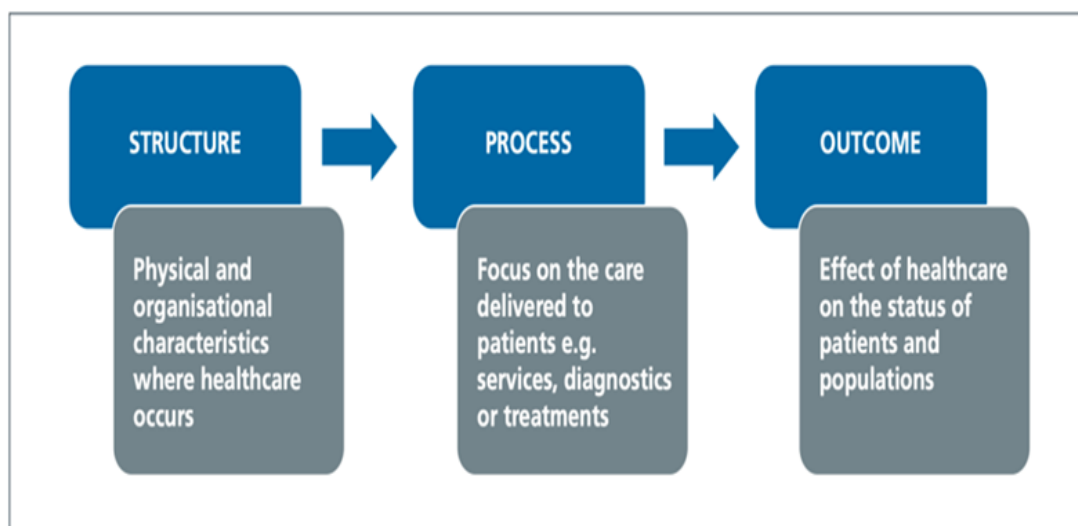 STRUCTURE
Physical and
organisational
characteristics
where healthcare
occurs
PROCESS
Focus on the care
delivered to
patients e.g.
services, diagnostics
or treatments
OUTCOME
Effect of healthcare
on the status of
patients and
populations